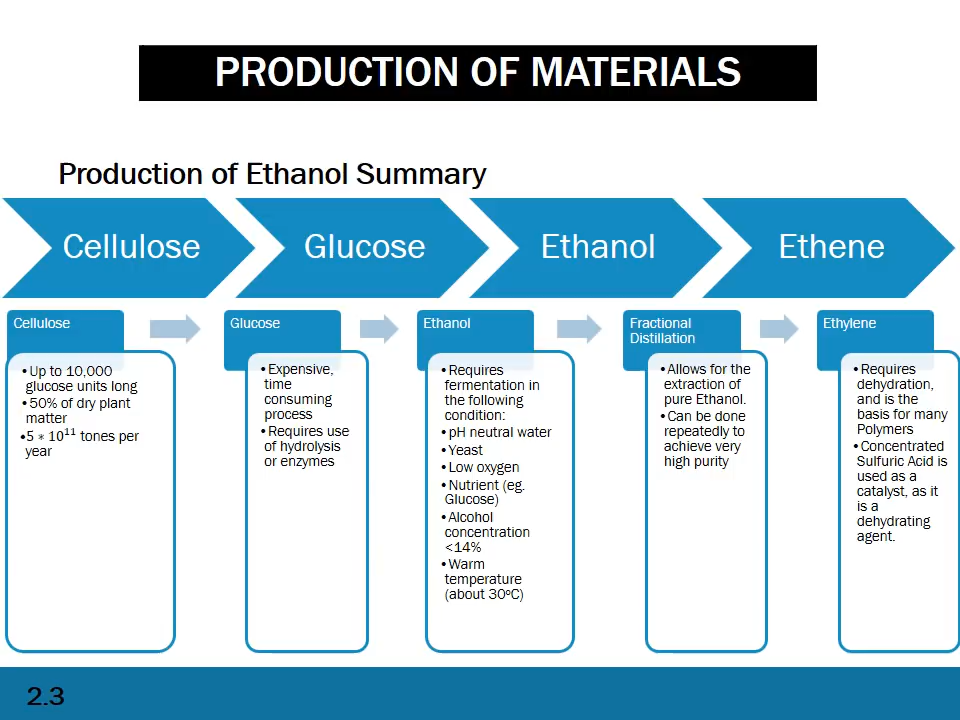 PRODUCTION OF MATERIALS
Production of Ethanol Summary
Cellulose
Glucose
Ethanol
Ethene
Cellulose
•Up to 10,000
glucose units long
•50% of dry plant
matter
•5 ∗ 10¹¹ tones per
year
Glucose
•Expensive,
time
consuming
process
•Requires use
of hydrolysis
or enzymes
Ethanol
•Requires
fermentation in
the following
condition:
•pH neutral water
•Yeast
•Low oxygen
•Nutrient (eg.
Glucose)
•Alcohol
concentration
<14%
•Warm
temperature
(about 30ºC)
Fractional
Distillation
•Allows for the
extraction of
pure Ethanol.
•Can be done
repeatedly to
achieve very
high purity
Ethylene
•Requires
dehydration,
and is the
basis for many
Polymers
•Concentrated
Sulfuric Acid is
used as a
catalyst, as it
is a
dehydrating
agent.
2.3